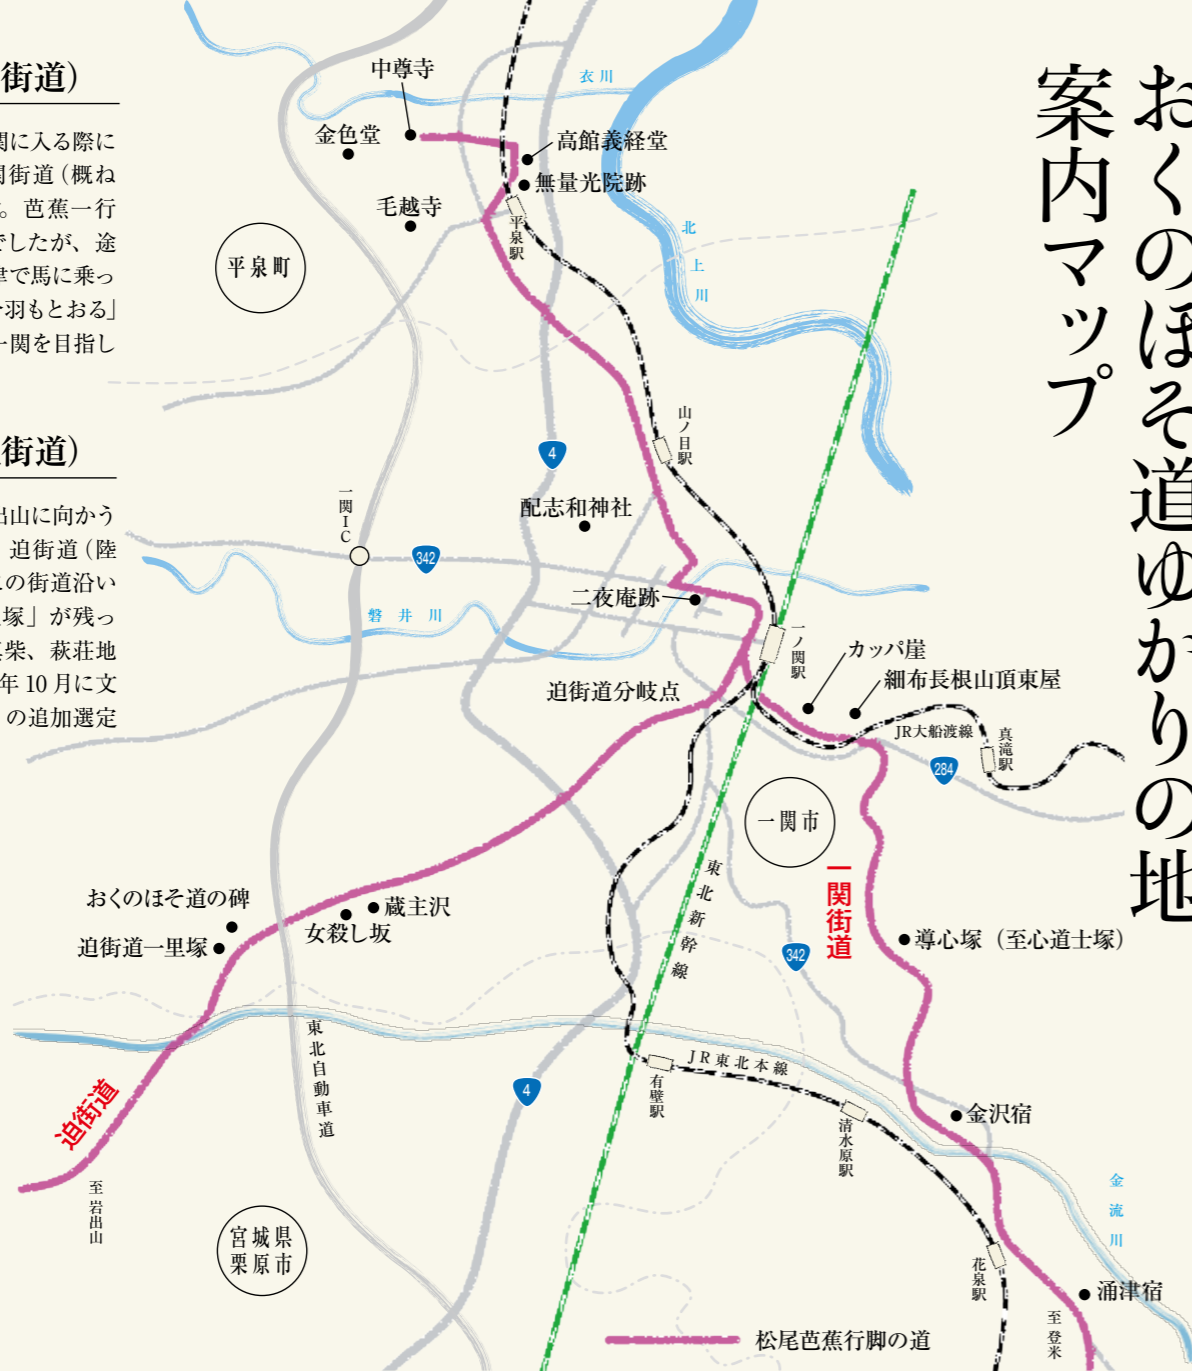 おくのほそ道ゆかりの地
案内マップ
街道）
関に入る際に
関街道（概ね
。芭蕉一行
でしたが、途
津で馬に乗っ
合羽もとおる」
一関を目指し
街道）
出山に向かう
迫街道（陸
の街道沿い
塚」が残っ
真柴、萩荘地
年 10 月に文
の追加選定
中尊寺
衣川
金色堂
高館義経堂
無量光院跡
毛越寺
平泉駅
北上川
平泉町
山ノ目駅
4
配志和神社
一関IC
342
二夜庵跡
磐井川
一ノ関駅
カッパ崖
細布長根山頂東屋
迫街道分岐点
JR大船渡線
真滝駅
284
一関市
東北新幹線
一関街道
おくのほそ道の碑
蔵主沢
女殺し坂
迫街道一里塚
導心塚（至心道士塚）
342
東北自動車道
JR東北本線
有壁駅
4
迫街道
清水原駅
金沢宿
至 岩出山
金流川
宮城県
栗原市
花泉駅
涌津宿
至 登米
松尾芭蕉行脚の道